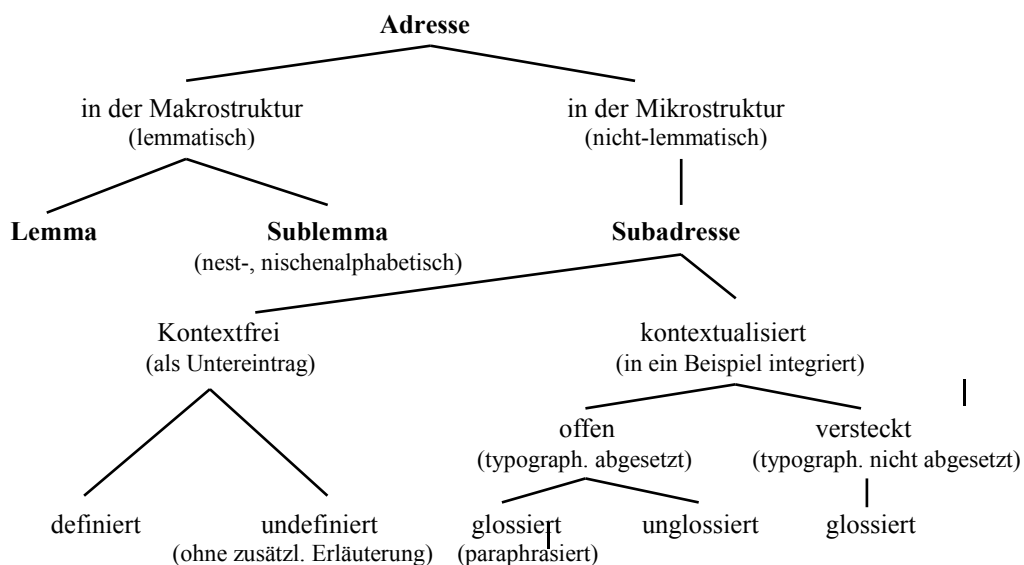 Adresse
in der Makrostruktur
(lemmatisch)
in der Mikrostruktur
(nicht-lemmatisch)
Lemma
Sublemma
(nest-, nischenalphabetisch)
Subadresse
Kontextfrei
(als Untereintrag)
kontextualisiert
(in ein Beispiel integriert)
offen
(typograph. abgesetzt)
versteckt
(typograph. nicht abgesetzt)
definiert
undefiniert
(ohne zusätzl. Erläuterung)
glossiert
(paraphrasiert)
unglossiert
glossiert